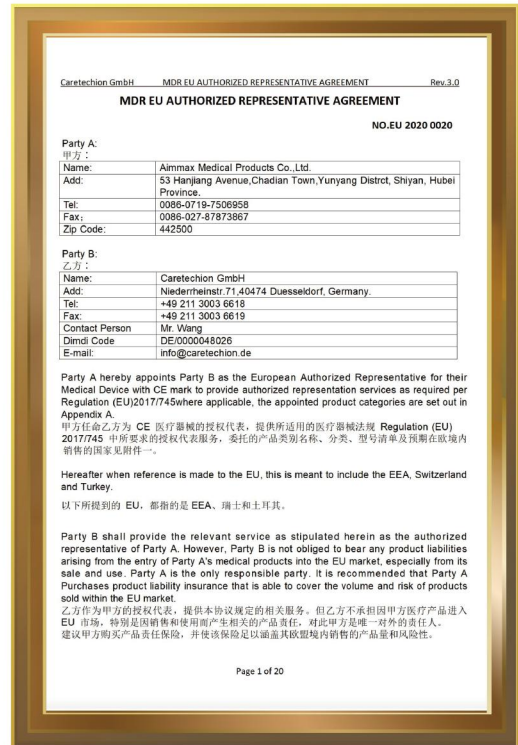 Caretechion GmbH MDR EU AUTHORIZED REPRESENTATIVE AGREEMENT Rev.3.0
MDR EU AUTHORIZED REPRESENTATIVE AGREEMENT
NO.EU 2020 0020
Party A:
甲方：
Name: Aimmax Medical Products Co.,Ltd.
Add: 53 Hanjiang Avenue,Chadian Town,Yunyang Distrct, Shiyan, Hubei
Province.
Tel: 0086-0719-7506958
Fax： 0086-027-87873867
Zip Code: 442500
Party B:
乙方：
Name: Caretechion GmbH
Add: Niederrheinstr.71,40474 Duesseldorf, Germany.
Tel: +49 211 3003 6618
Fax: +49 211 3003 6619
Contact Person Mr. Wang
Dimdi Code DE/0000048026
E-mail: info@caretechion.de
Party A hereby appoints Party B as the European Authorized Representative for their
Medical Device with CE mark to provide authorized representation services as required per
Regulation (EU)2017/745where applicable, the appointed product categories are set out in
Appendix A.
甲方任命乙方为 CE 医疗器械的授权代表，提供所适用的医疗器械法规 Regulation (EU)
2017/745 中所要求的授权代表服务，委托的产品类别名称、分类、型号清单及预期在欧境内
销售的国家见附件一。
Hereafter when reference is made to the EU, this is meant to include the EEA, Switzerland
and Turkey.
以下所提到的 EU，都指的是 EEA、瑞士和土耳其。
Party B shall provide the relevant service as stipulated herein as the authorized
representative of Party A. However, Party B is not obliged to bear any product liabilities
arising from the entry of Party A's medical products into the EU market, especially from its
sale and use. Party A is the only responsible party. It is recommended that Party A
Purchases product liability insurance that is able to cover the volume and risk of products
sold within the EU market.
乙方作为甲方的授权代表，提供本协议规定的相关服务。但乙方不承担因甲方医疗产品进入
EU 市场，特别是因销售和使用而产生相关的产品责任，对此甲方是唯一对外的责任人。
建议甲方购买产品责任保险，并使该保险足以涵盖其欧盟境内销售的产品量和风险性。
Page 1 of 20